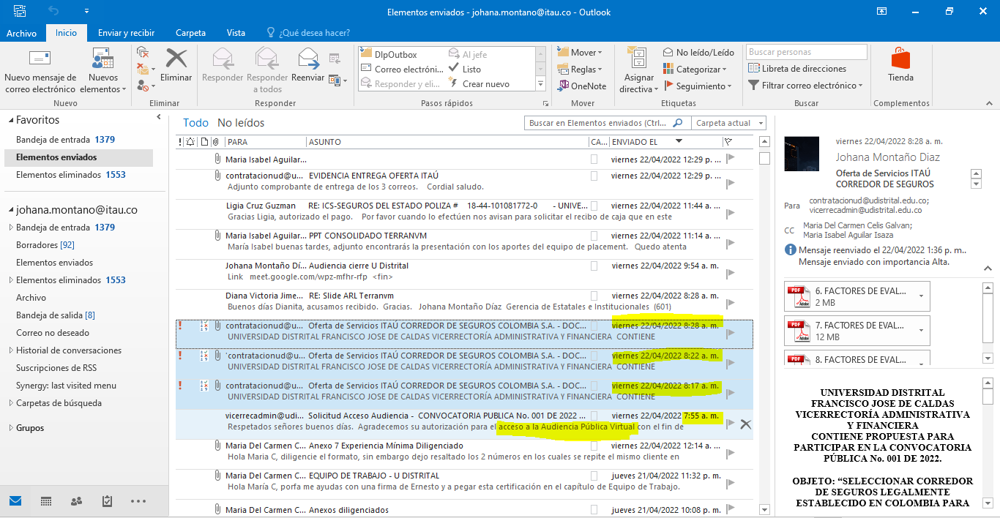 Elementos enviados - johana.montano@itau.co - Outlook
Archivo Inicio Enviar y recibir Carpeta Vista ¿Qué desea hacer?
Nuevo mensaje de correo electrónico
Nuevos elementos
Nuevo
Eliminar
Eliminar
Responder
Responder a todos
Reenviar
Responder
DlpOutbox
Correo electróni...
Responder y eli...
Al jefe
Listo
Crear nuevo
Pasos rápidos
Mover
Reglas
OneNote
Mover
Asignar directiva
No leído/Leído
Categorizar
Seguimiento
Etiquetas
Buscar personas
Libreta de direcciones
Filtrar correo electrónico
Buscar
Tienda
Complementos
Favoritos
Bandeja de entrada 1379
Elementos enviados
Elementos eliminados 1553
johana.montano@itau.co
Bandeja de entrada 1379
Borradores [92]
Elementos enviados
Elementos eliminados 1553
Archivo
Bandeja de salida [8]
Correo no deseado
Historial de conversaciones
Suscripciones de RSS
Synergy: last visited menu
Carpetas de búsqueda
Grupos
Todo No leídos
Buscar en Elementos enviados (Ctrl... Carpeta actual
PARA ASUNTO CA... ENVIADO EL
Maria Isabel Aguilar... viernes 22/04/2022 12:29 p. ...
contratacionud@u... EVIDENCIA ENTREGA OFERTA ITAÚ viernes 22/04/2022 12:29 p. ...
Adjunto comprobante de entrega de los 3 correos. Cordial saludo.
Ligia Cruz Guzman RE: ICS-SEGUROS DEL ESTADO POLIZA # 18-44-101081772-0 - UNIVE... viernes 22/04/2022 11:44 a. ...
Gracias Ligia, autorizado el pago. Por favor cuando lo efectúen nos avisan para solicitar el recibo de caja que en este
Maria Isabel Aguilar... PPT CONSOLIDADO TERRANVM viernes 22/04/2022 11:14 a. ...
María Isabel buenas tardes, adjunto encontrarás la presentación con los aportes del equipo de placement. Quedo atenta
Johana Montaño Dí... Audiencia cierre U Distrital viernes 22/04/2022 9:54 a. m.
Link meet.google.com/wpz-mfhr-rfp <fin>
Diana Victoria Jime... RE: Slide ARL Terranvm viernes 22/04/2022 8:28 a. m.
Buenos días Dianita, acusamos recibido. Gracias. Johana Montaño Díaz Gerencia de Estatales e Institucionales (601)
contratacionud@u... Oferta de Servicios ITAÚ CORREDOR DE SEGUROS COLOMBIA S.A. - DOC... viernes 22/04/2022 8:28 a. m.
UNIVERSIDAD DISTRITAL FRANCISCO JOSE DE CALDAS VICERRECTORÍA ADMINISTRATIVA Y FINANCIERA CONTIENE
'contratacionud@u... Oferta de Servicios ITAÚ CORREDOR DE SEGUROS COLOMBIA S.A. - DOC... viernes 22/04/2022 8:22 a. m.
UNIVERSIDAD DISTRITAL FRANCISCO JOSE DE CALDAS VICERRECTORÍA ADMINISTRATIVA Y FINANCIERA CONTIENE
contratacionud@u... Oferta de Servicios ITAÚ CORREDOR DE SEGUROS COLOMBIA S.A. - DOC... viernes 22/04/2022 8:17 a. m.
UNIVERSIDAD DISTRITAL FRANCISCO JOSE DE CALDAS VICERRECTORÍA ADMINISTRATIVA Y FINANCIERA CONTIENE
vicerrecadmin@udi... Solicitud Acceso Audiencia - CONVOCATORIA PUBLICA No. 001 DE 2022 ... viernes 22/04/2022 7:55 a. m.
Respetados señores buenos días. Agradecemos su autorización para el acceso a la Audiencia Pública Virtual con el fin de
Maria Del Carmen C... Anexo 7 Experiencia Mínima Diligenciado viernes 22/04/2022 12:14 a. ...
Hola Maria C, diligencie el formato, sin embargo dejo resaltado los 2 números en los cuales se repite el mismo cliente en
Maria Del Carmen C... EQUIPO DE TRABAJO - U DISTRITAL jueves 21/04/2022 11:32 p. m.
Hola María C, porfa me ayudas con una firma de Ernesto y a pegar esta certificación en el capítulo de Equipo de Trabajo.
Maria Del Carmen C... Anexos diligenciados jueves 21/04/2022 10:08 p. m.
viernes 22/04/2022 8:28 a. m.
Johana Montaño Diaz
Oferta de Servicios ITAÚ
CORREDOR DE SEGUROS
Para contratacionud@udistrital.edu.co;
vicerrecadmin@udistrital.edu.co
CC Maria Del Carmen Celis Galvan;
Maria Isabel Aguilar Isaza
Mensaje reenviado el 22/04/2022 1:36 p. m..
Mensaje enviado con importancia Alta.
6. FACTORES DE EVAL...
2 MB
7. FACTORES DE EVAL...
12 MB
8. FACTORES DE EVAL...
UNIVERSIDAD DISTRITAL
FRANCISCO JOSE DE CALDAS
VICERRECTORÍA ADMINISTRATIVA
Y FINANCIERA
CONTIENE PROPUESTA PARA
PARTICIPAR EN LA CONVOCATORIA
PÚBLICA No. 001 DE 2022.
OBJETO: “SELECCIONAR CORREDOR
DE SEGUROS LEGALMENTE
ESTABLECIDO EN COLOMBIA PARA